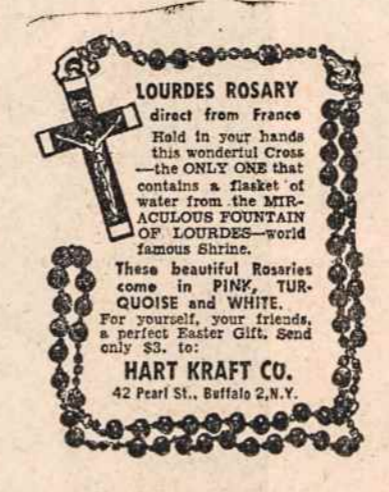 LOURDES ROSARY
direct from France
Hold in your hands
this wonderful Cross
—the ONLY ONE that
contains a flasket of
water from the MIR-
ACULOUS FOUNTAIN
OF LOURDES—world
famous Shrine.
These beautiful Rosaries
come in PINK, TUR-
QUOISE and WHITE.
For yourself, your friends,
a perfect Easter Gift. Send
only $3. to:
HART KRAFT CO.
42 Pearl St., Buffalo 2,N.Y.